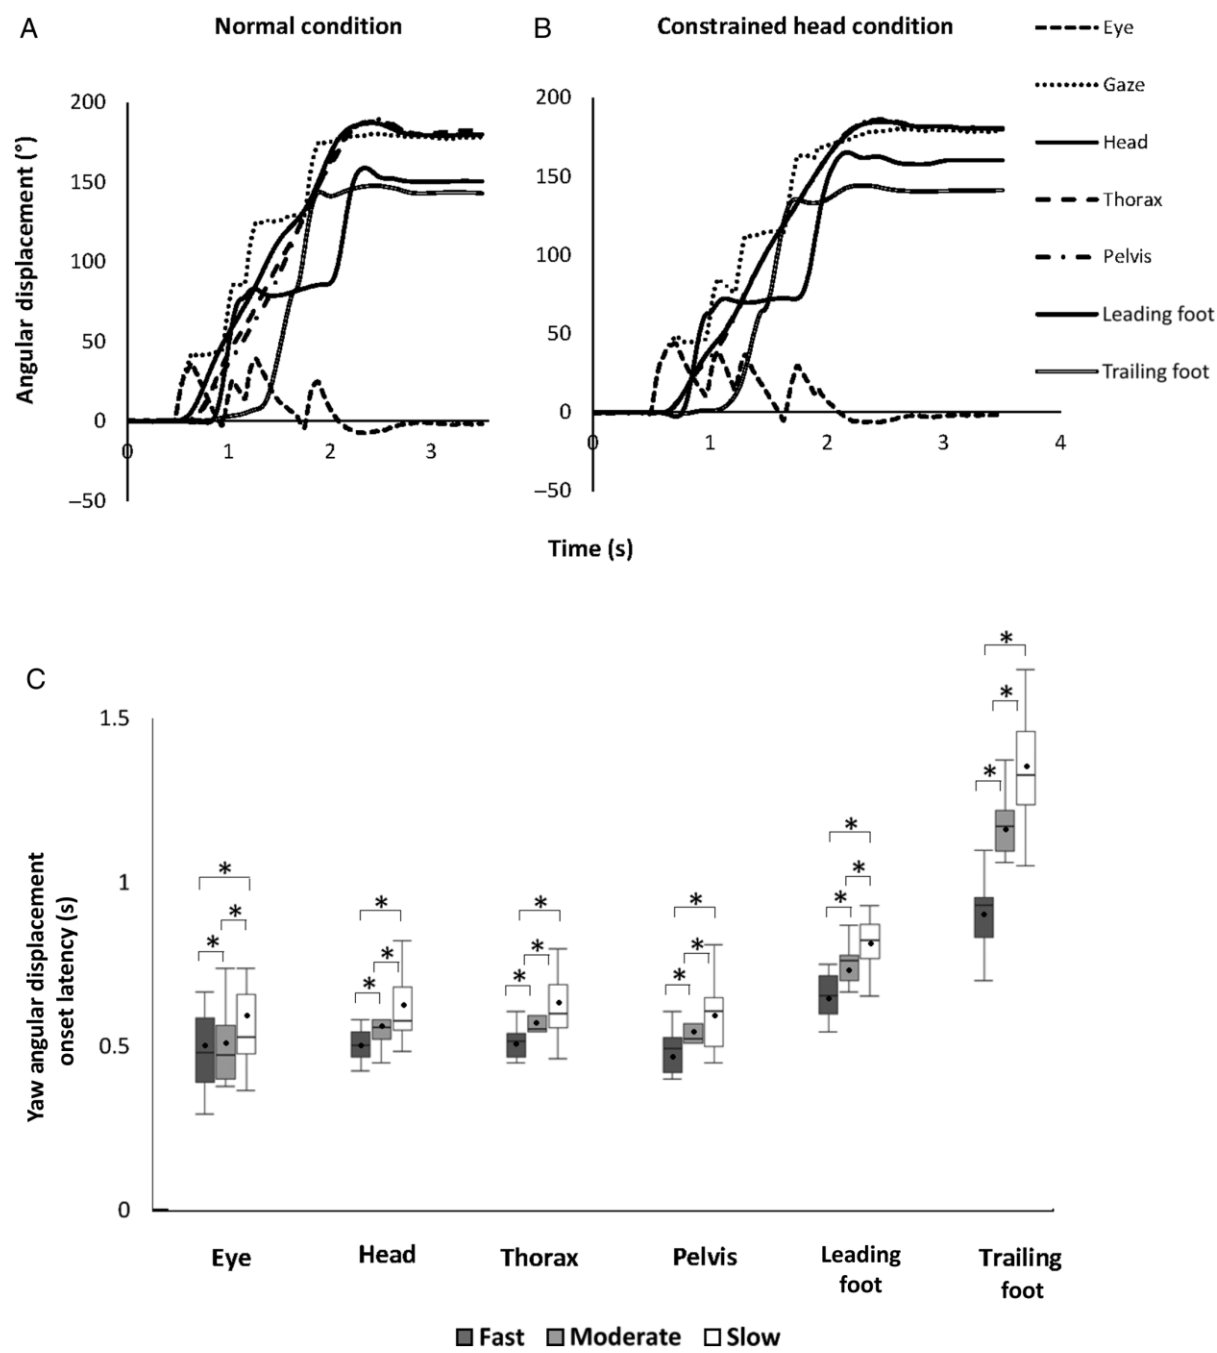 A
Normal condition
B
Constrained head condition
Eye
Gaze
Head
Thorax
Pelvis
Leading foot
Trailing foot
Angular displacement (°)
200
150
100
50
0
–50
0
1
2
3
200
150
100
50
0
–50
0
1
2
3
4
Time (s)
C
Yaw angular displacement
onset latency (s)
1.5
1
0.5
0
* * *
* * *
* * *
* * *
* * *
* * *
Eye
Head
Thorax
Pelvis
Leading
foot
Trailing
foot
Fast Moderate Slow